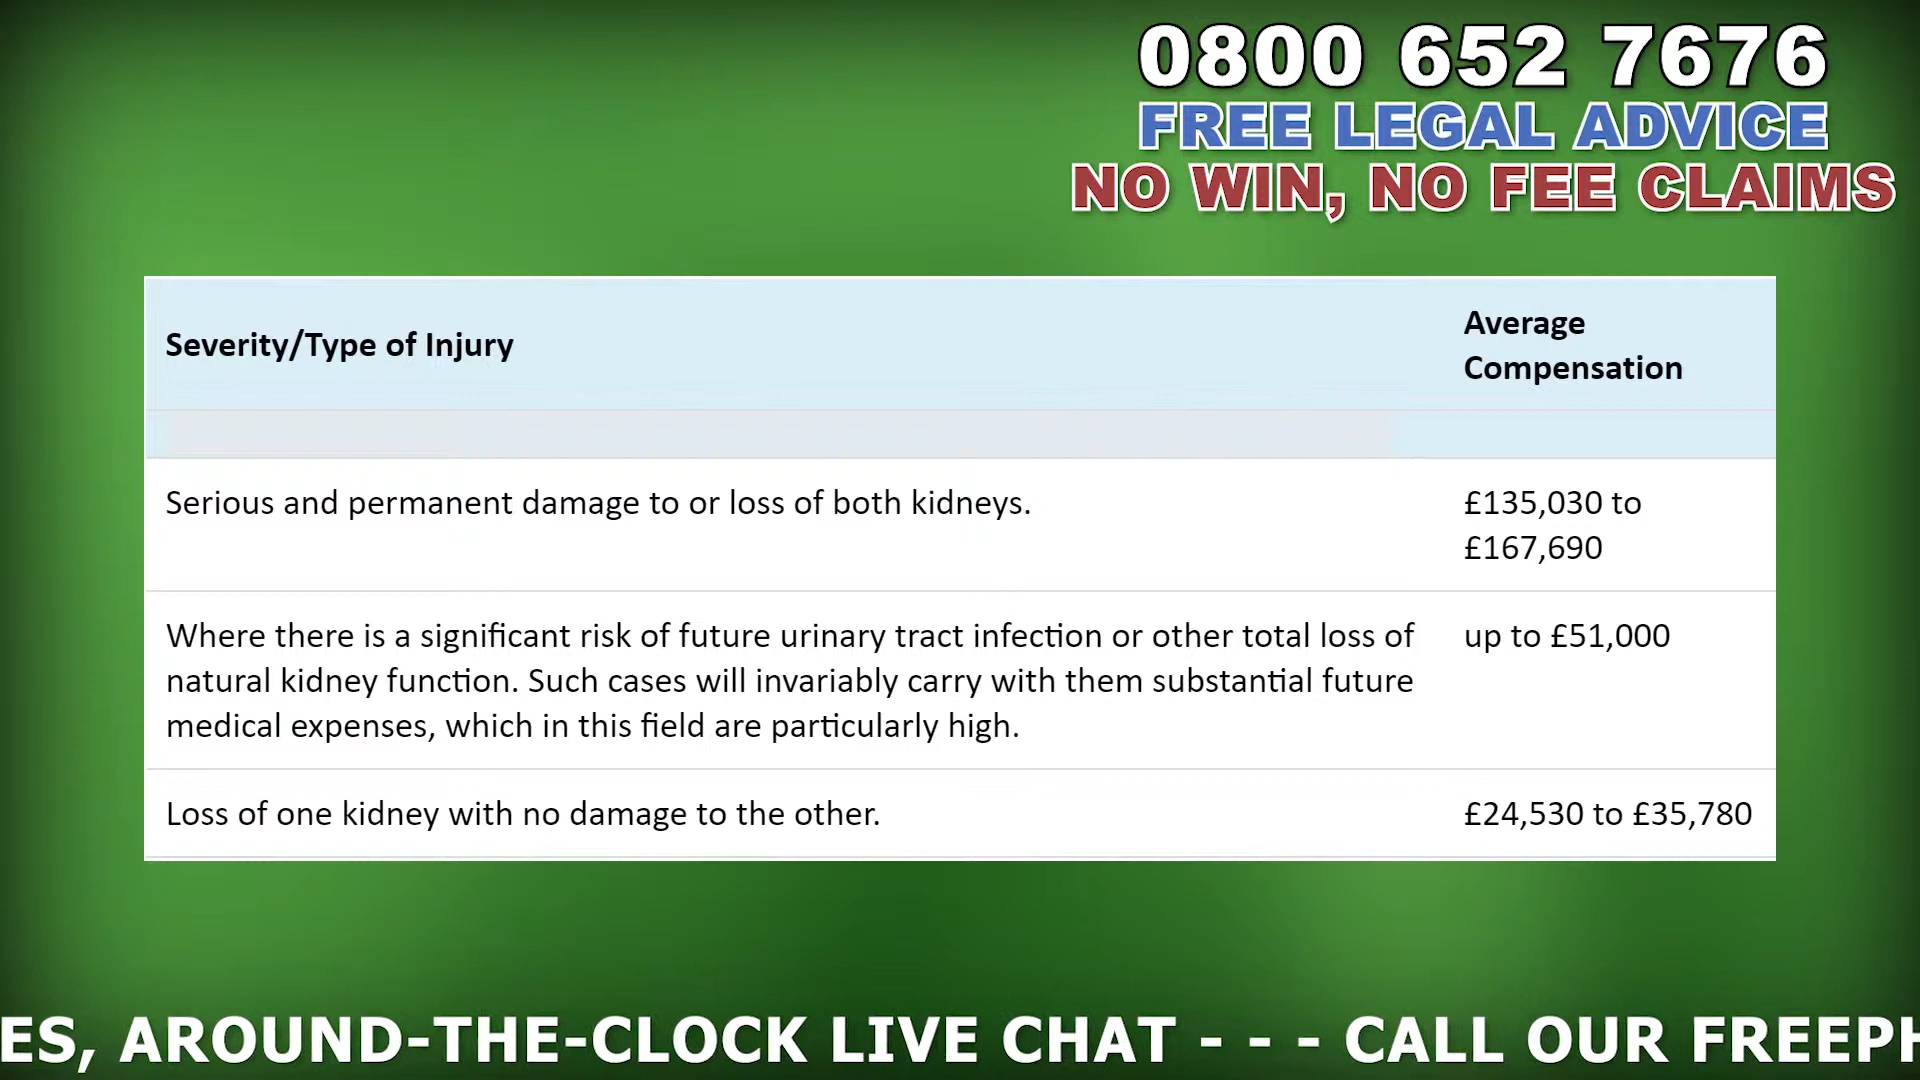 0800 652 7676
FREE LEGAL ADVICE
NO WIN, NO FEE CLAIMS
Severity/Type of Injury
Average
Compensation
Serious and permanent damage to or loss of both kidneys.
£135,030 to
£167,690
Where there is a significant risk of future urinary tract infection or other total loss of
natural kidney function. Such cases will invariably carry with them substantial future
medical expenses, which in this field are particularly high.
up to £51,000
Loss of one kidney with no damage to the other.
£24,530 to £35,780
ES, AROUND-THE-CLOCK LIVE CHAT - - - CALL OUR FREEPH